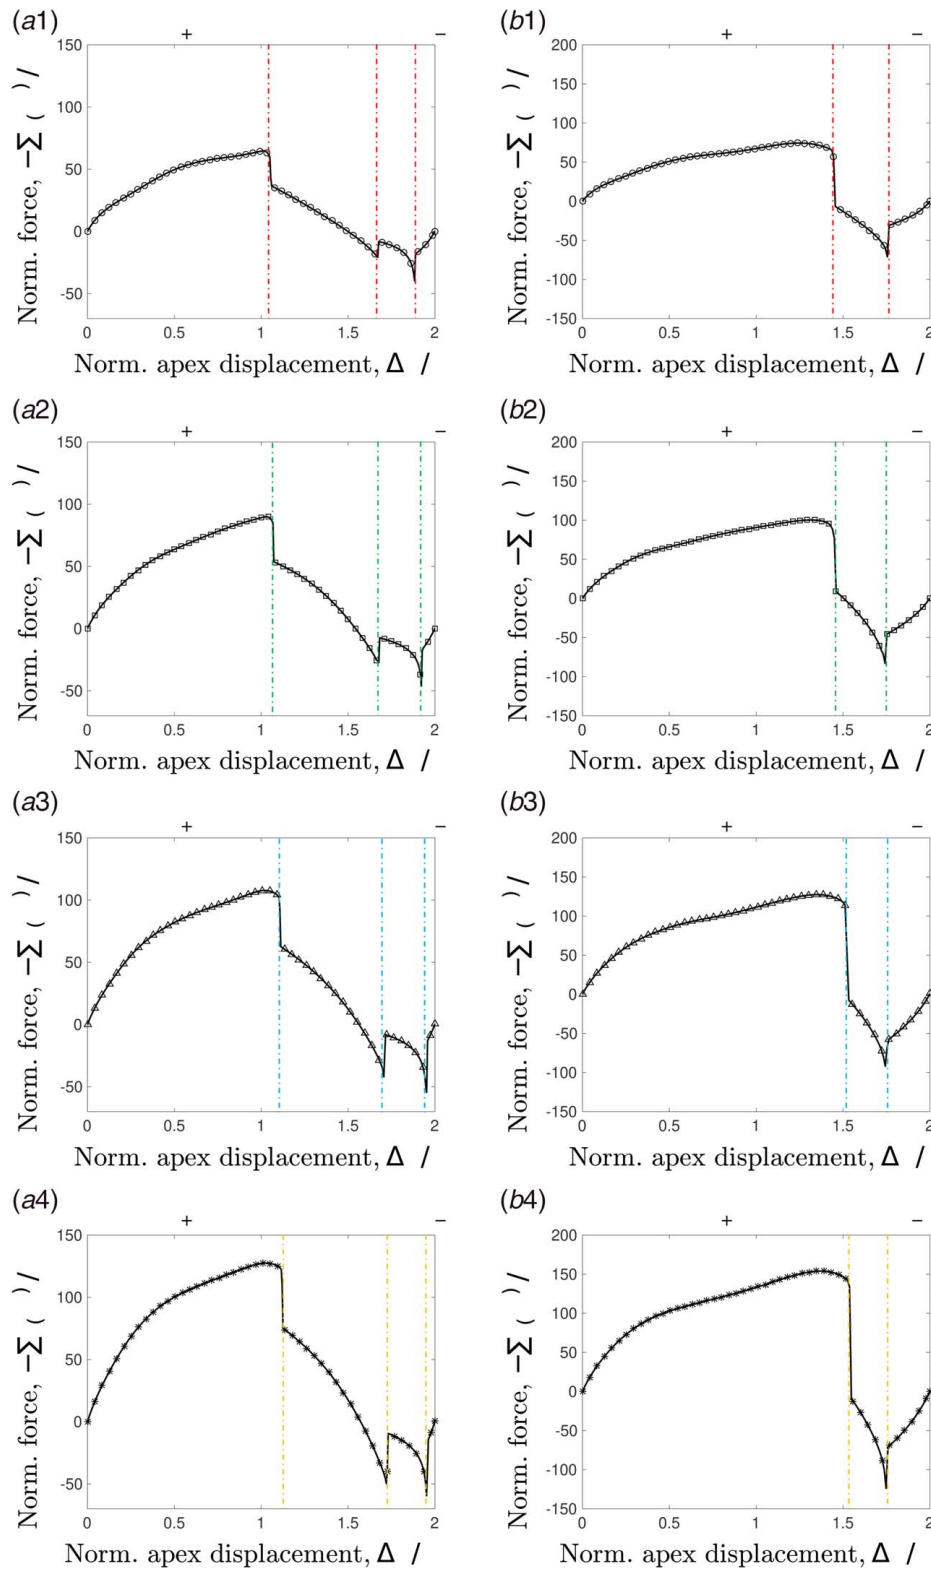 (a1)
+ −
150
100
50
0
-50
0 0.5 1 1.5 2
Norm. force, −Σ ( )/
Norm. apex displacement, Δ /
(b1)
+ −
200
150
100
50
0
-50
-100
-150
0 0.5 1 1.5 2
Norm. force, −Σ ( )/
Norm. apex displacement, Δ /
(a2)
+ −
150
100
50
0
-50
0 0.5 1 1.5 2
Norm. force, −Σ ( )/
Norm. apex displacement, Δ /
(b2)
+ −
200
150
100
50
0
-50
-100
-150
0 0.5 1 1.5 2
Norm. force, −Σ ( )/
Norm. apex displacement, Δ /
(a3)
+ −
150
100
50
0
-50
0 0.5 1 1.5 2
Norm. force, −Σ ( )/
Norm. apex displacement, Δ /
(b3)
+ −
200
150
100
50
0
-50
-100
-150
0 0.5 1 1.5 2
Norm. force, −Σ ( )/
Norm. apex displacement, Δ /
(a4)
+ −
150
100
50
0
-50
0 0.5 1 1.5 2
Norm. force, −Σ ( )/
Norm. apex displacement, Δ /
(b4)
+ −
200
150
100
50
0
-50
-100
-150
0 0.5 1 1.5 2
Norm. force, −Σ ( )/
Norm. apex displacement, Δ /